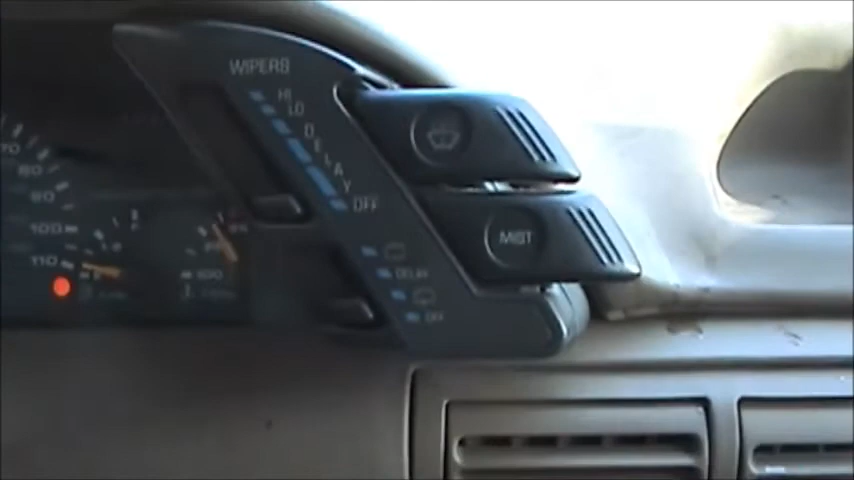 WIPERS
HI
LO
DELAY
OFF
MIST
DELAY
OFF
70
80
90
100
110